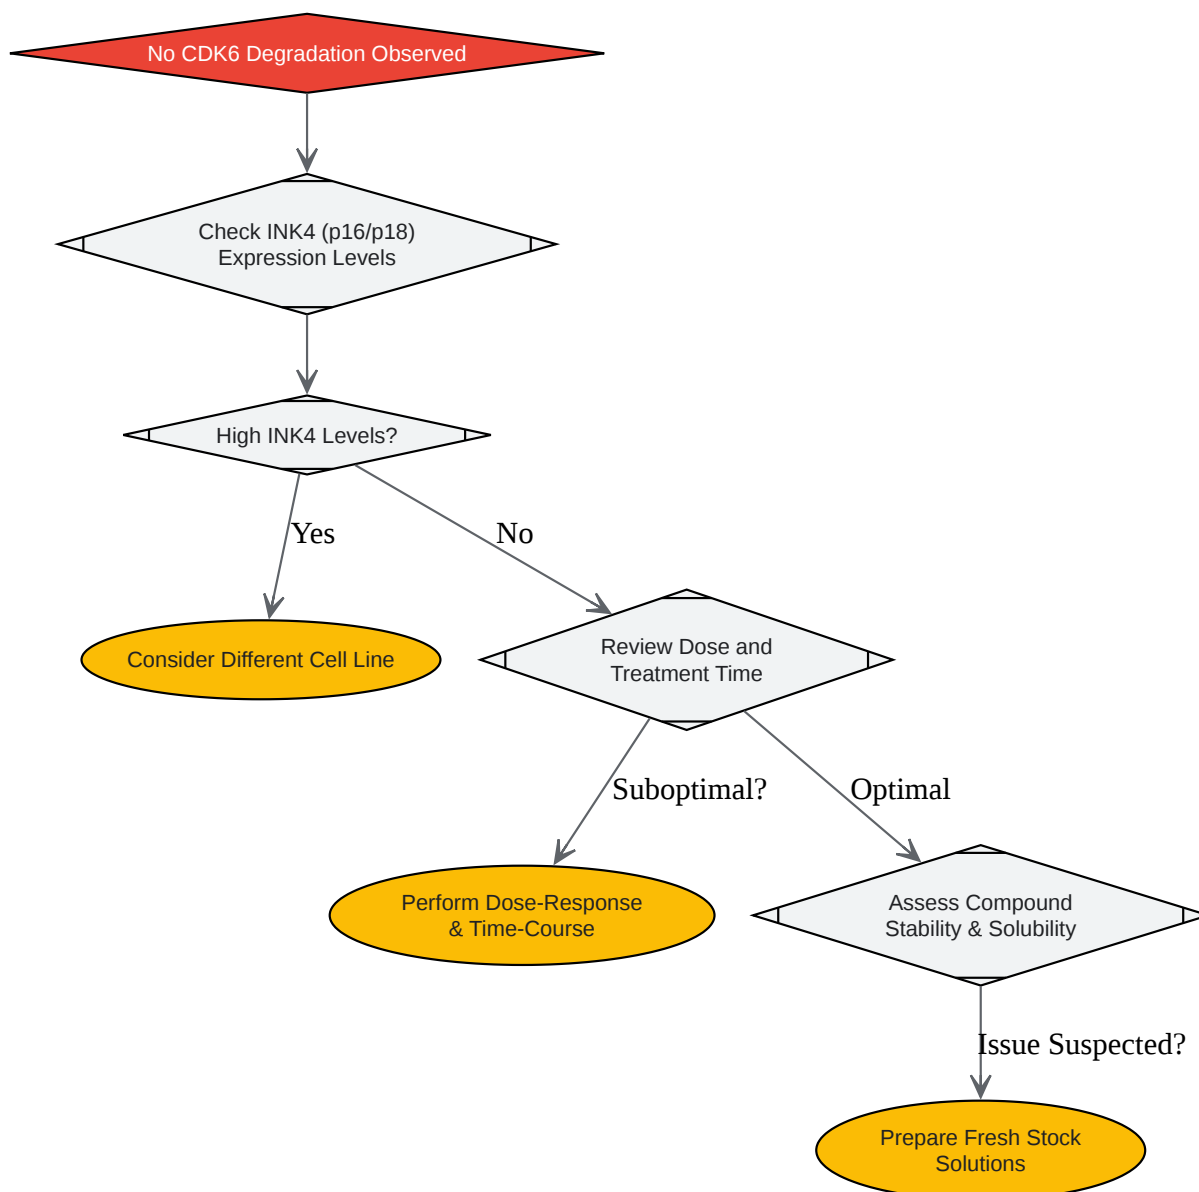 No CDK6 Degradation Observed
Check INK4 (p16/p18)
Expression Levels
High INK4 Levels?
Yes
No
Consider Different Cell Line
Review Dose and
Treatment Time
Suboptimal?
Optimal
Perform Dose-Response
& Time-Course
Assess Compound
Stability & Solubility
Issue Suspected?
Prepare Fresh Stock
Solutions